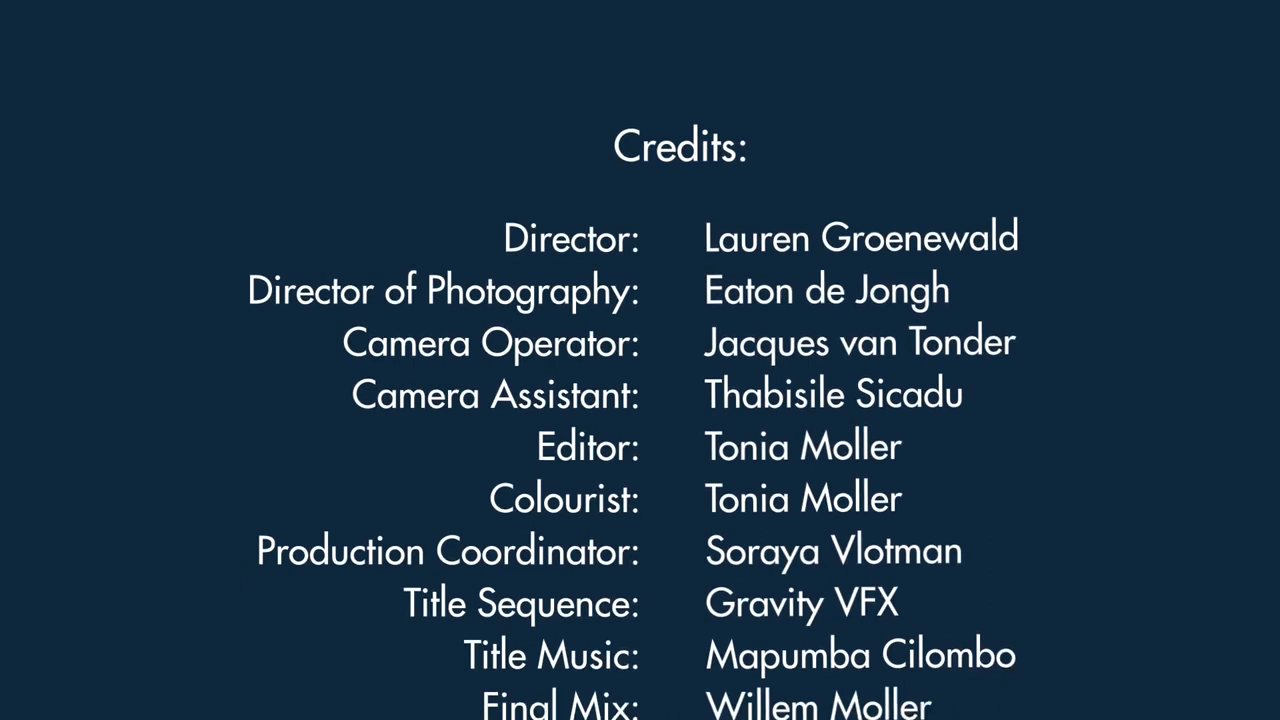 Credits:
Director: Lauren Groenewald
Director of Photography: Eaton de Jongh
Camera Operator: Jacques van Tonder
Camera Assistant: Thabisile Sicadu
Editor: Tonia Moller
Colourist: Tonia Moller
Production Coordinator: Soraya Vlotman
Title Sequence: Gravity VFX
Title Music: Mapumba Cilombo
Final Mix: Willem Moller